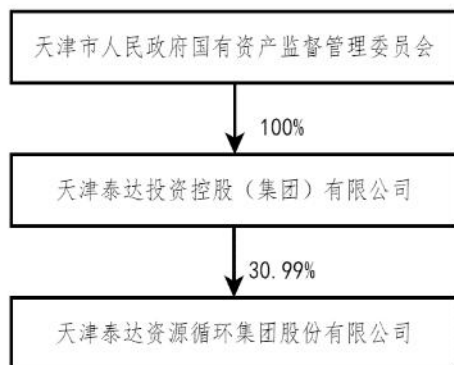 天津市人民政府国有资产监督管理委员会
100%
天津泰达投资控股（集团）有限公司
30.99%
天津泰达资源循环集团股份有限公司